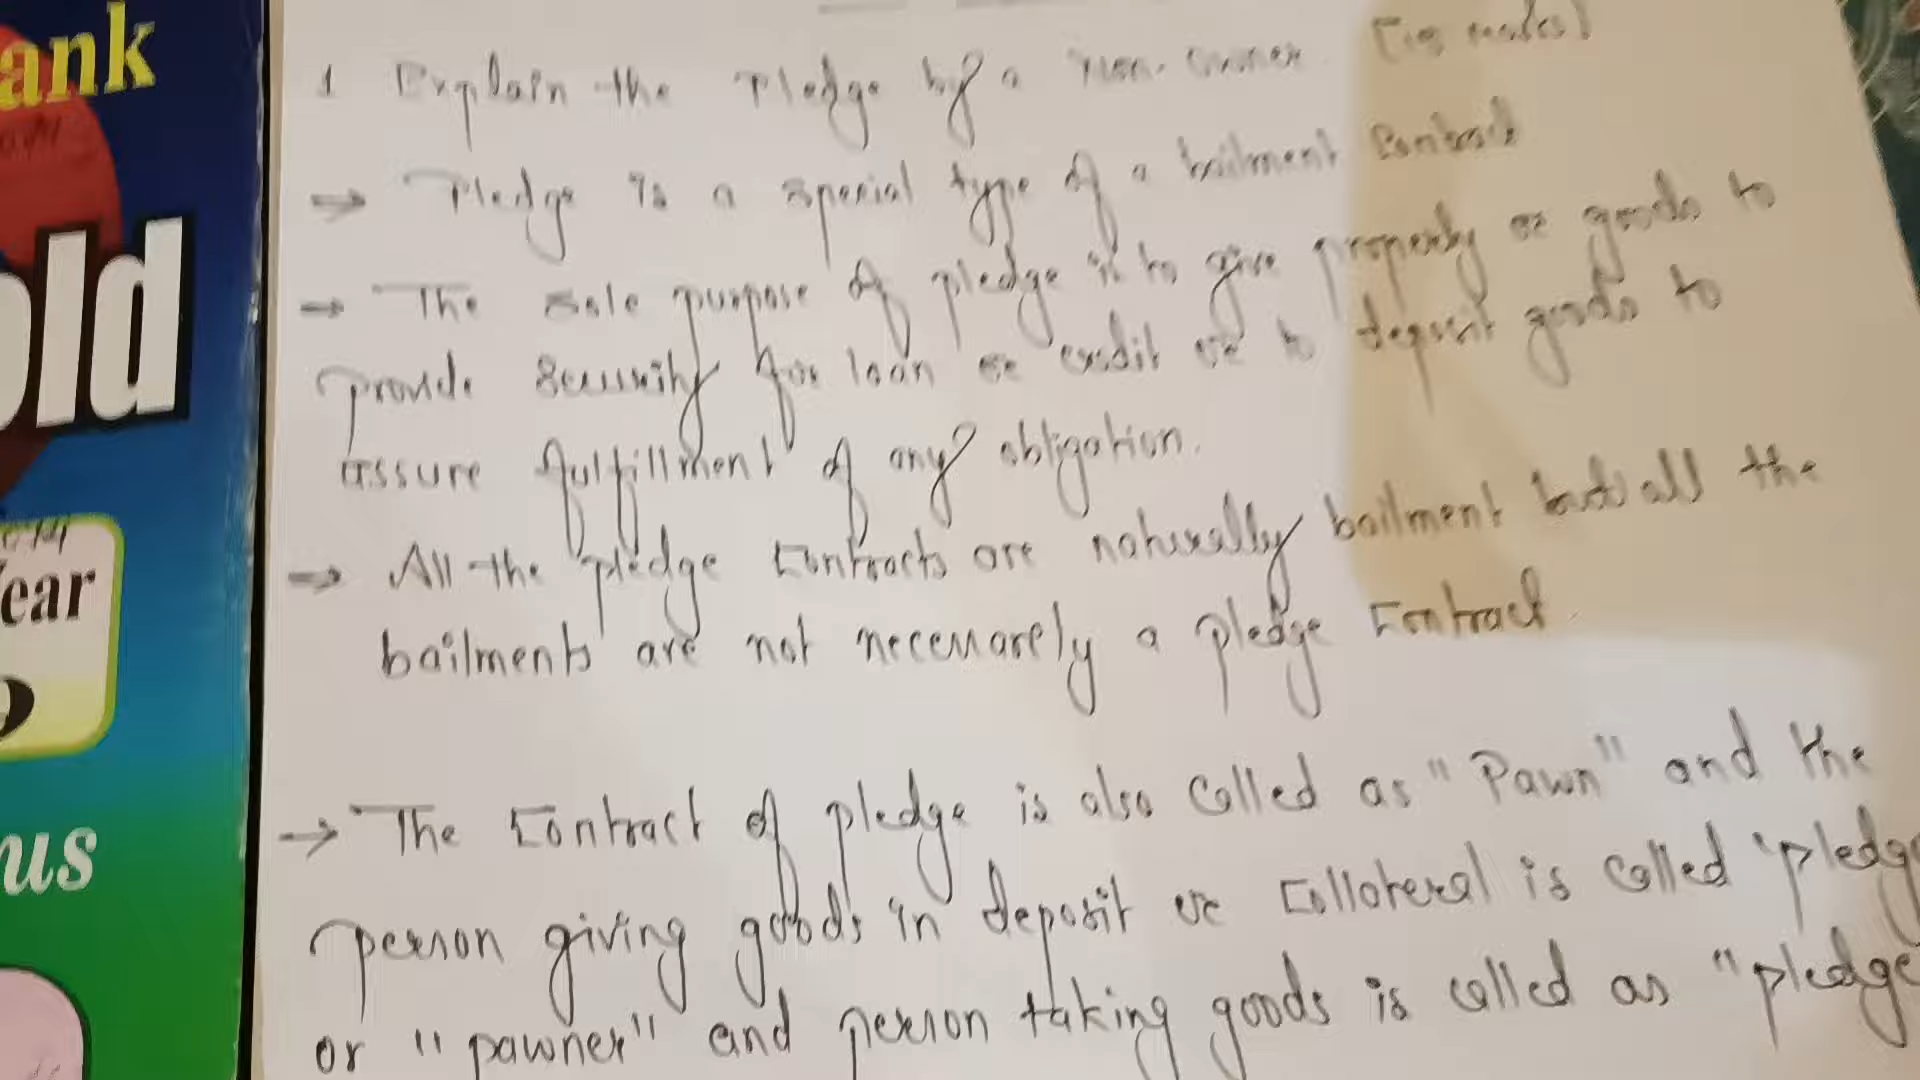 ank
old
ear
us
1 Explain the Pledge by a non-owner.
→ Pledge is a special type of a bailment contract
→ The sole purpose of pledge is to give property or goods to
provide security for loan or credit or to deposit goods to
assure fulfillment of any obligation.
→ All the pledge contracts are naturally bailment but all the
bailments are not necessarely a pledge contract.
→ The contract of pledge is also called as "Pawn" and the
person giving goods in deposit or collateral is called 'pledg
or "pawner" and person taking goods is called as "pledge